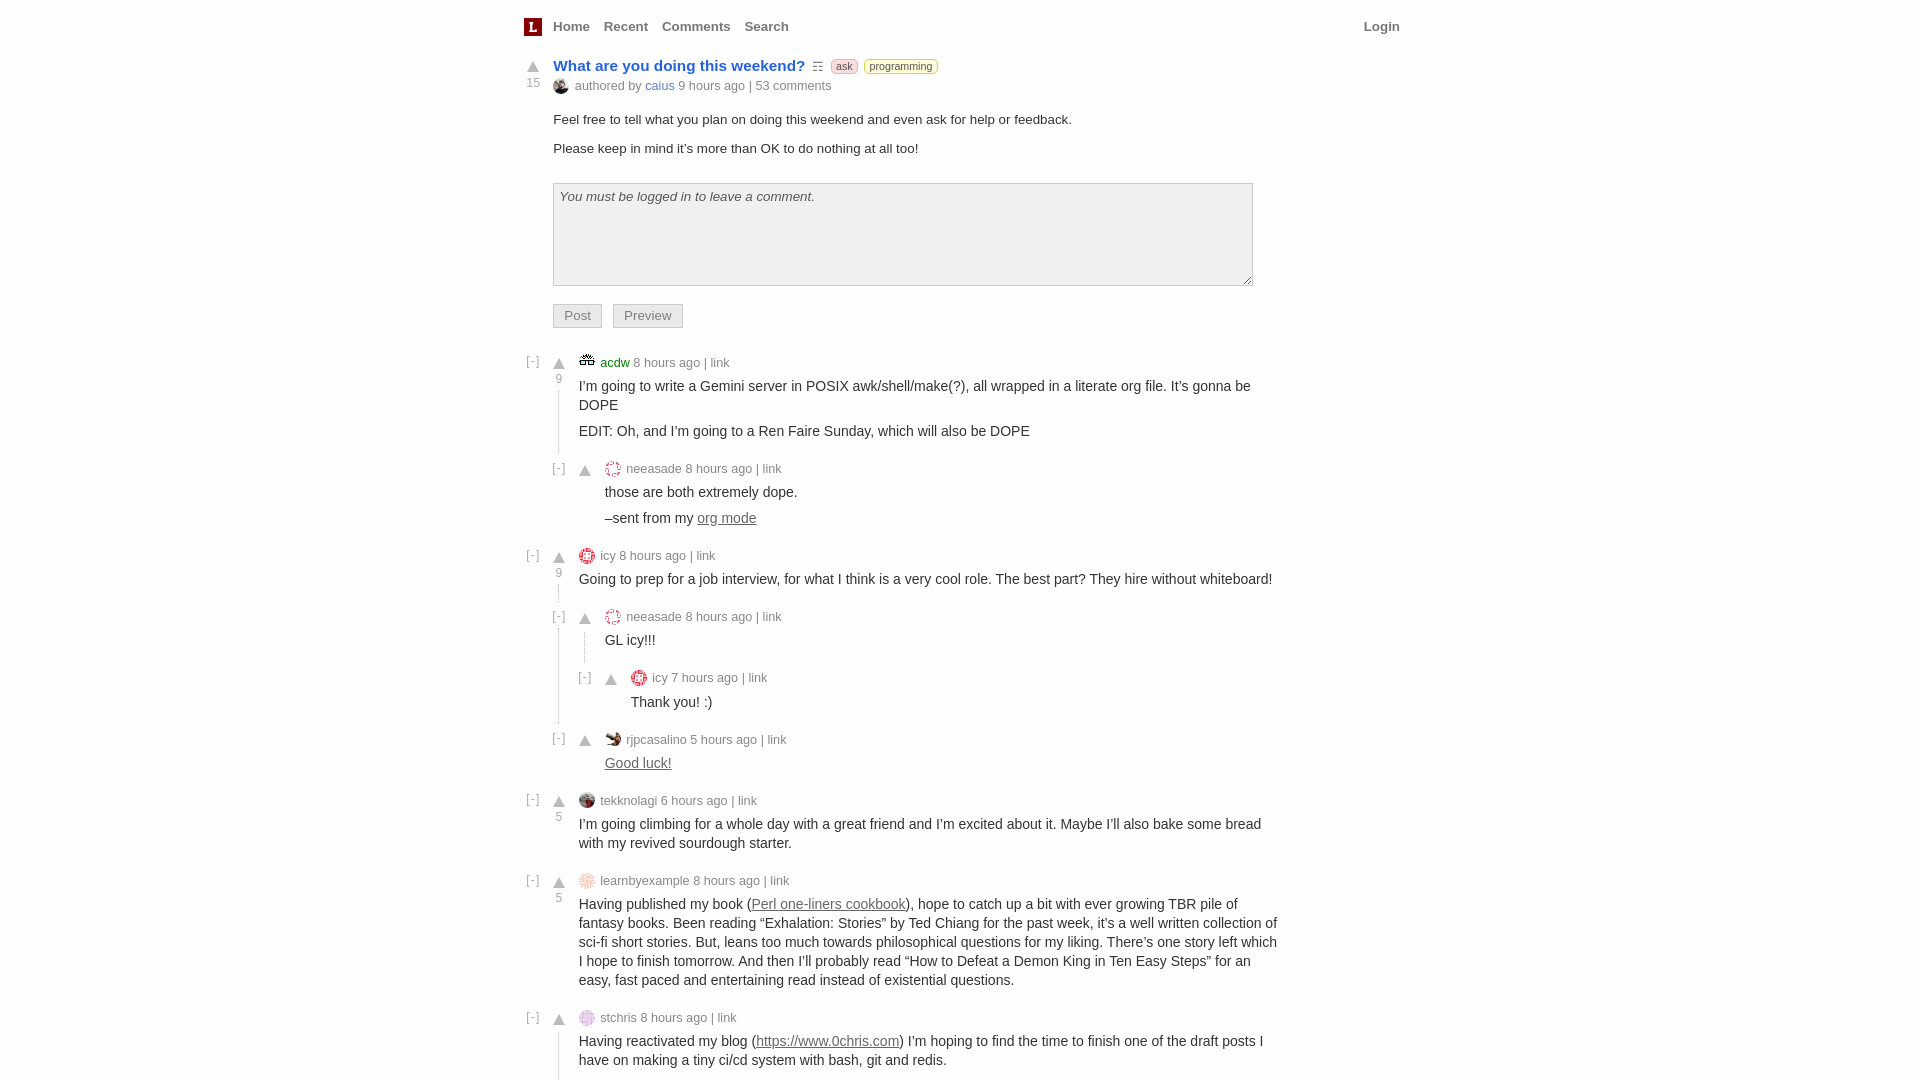 L Home Recent Comments Search Login
What are you doing this weekend? ☶ ask programming
15
authored by caius 9 hours ago | 53 comments
Feel free to tell what you plan on doing this weekend and even ask for help or feedback.
Please keep in mind it’s more than OK to do nothing at all too!
You must be logged in to leave a comment.
Post Preview
[-] acdw 8 hours ago | link
9
I’m going to write a Gemini server in POSIX awk/shell/make(?), all wrapped in a literate org file. It’s gonna be
DOPE
EDIT: Oh, and I’m going to a Ren Faire Sunday, which will also be DOPE
[-] neeasade 8 hours ago | link
those are both extremely dope.
–sent from my org mode
[-] icy 8 hours ago | link
9
Going to prep for a job interview, for what I think is a very cool role. The best part? They hire without whiteboard!
[-] neeasade 8 hours ago | link
GL icy!!!
[-] icy 7 hours ago | link
Thank you! :)
[-] rjpcasalino 5 hours ago | link
Good luck!
[-] tekknolagi 6 hours ago | link
5
I’m going climbing for a whole day with a great friend and I’m excited about it. Maybe I’ll also bake some bread
with my revived sourdough starter.
[-] learnbyexample 8 hours ago | link
5
Having published my book (Perl one-liners cookbook), hope to catch up a bit with ever growing TBR pile of
fantasy books. Been reading “Exhalation: Stories” by Ted Chiang for the past week, it’s a well written collection of
sci-fi short stories. But, leans too much towards philosophical questions for my liking. There’s one story left which
I hope to finish tomorrow. And then I’ll probably read “How to Defeat a Demon King in Ten Easy Steps” for an
easy, fast paced and entertaining read instead of existential questions.
[-] stchris 8 hours ago | link
Having reactivated my blog (https://www.0chris.com) I’m hoping to find the time to finish one of the draft posts I
have on making a tiny ci/cd system with bash, git and redis.